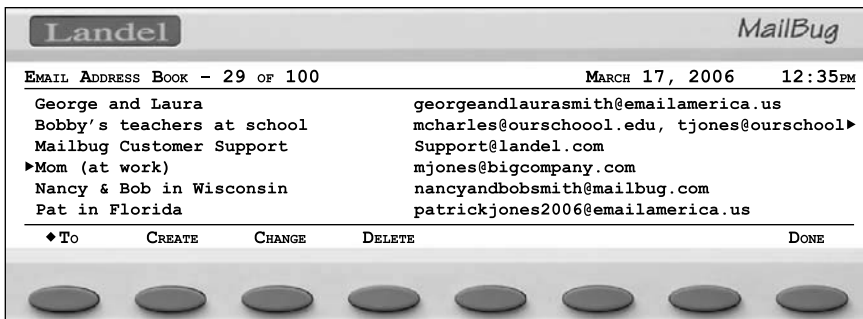 Landel MailBug
EMAIL ADDRESS BOOK – 29 OF 100 MARCH 17, 2006 12:35PM
George and Laura georgeandlaurasmith@emailamerica.us
Bobby's teachers at school mcharles@ourschoool.edu, tjones@ourschool▶
Mailbug Customer Support Support@landel.com
▶Mom (at work) mjones@bigcompany.com
Nancy & Bob in Wisconsin nancyandbobsmith@mailbug.com
Pat in Florida patrickjones2006@emailamerica.us
◆TO CREATE CHANGE DELETE DONE